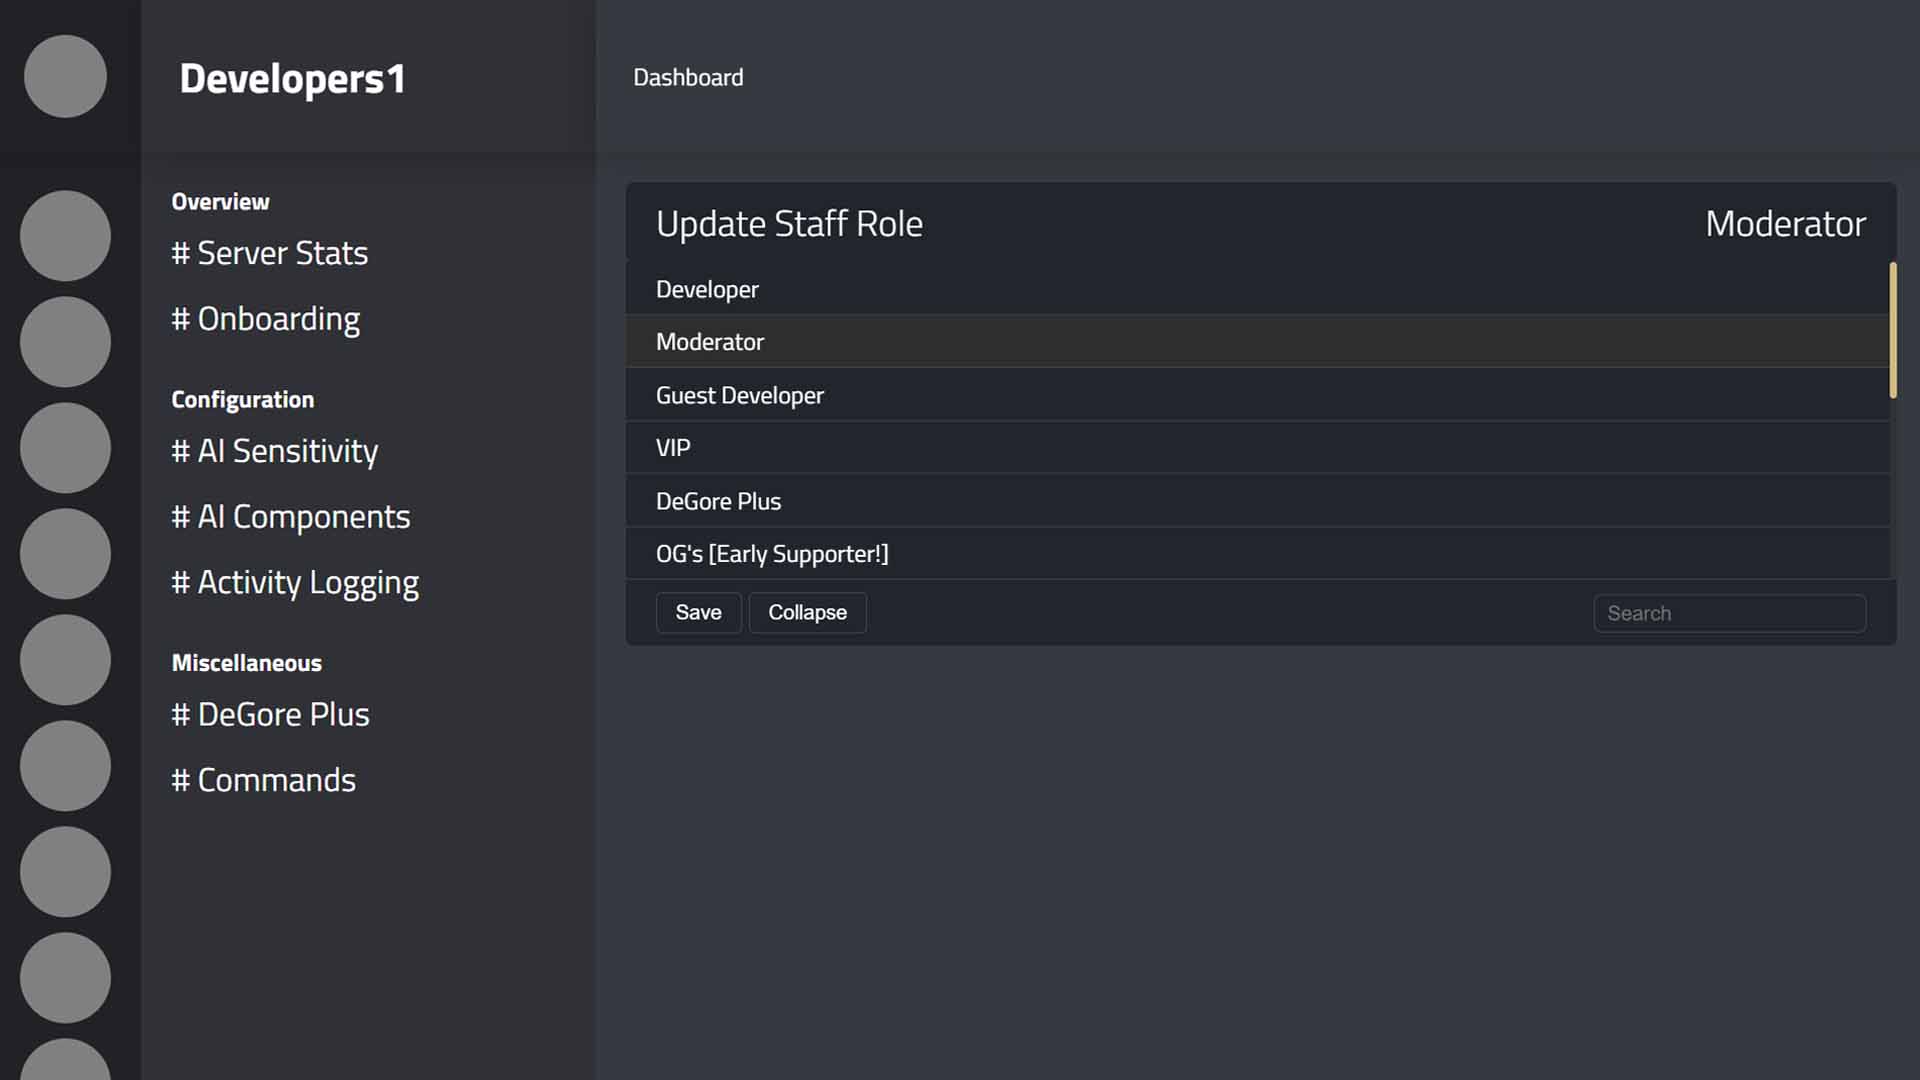 Developers1
Dashboard
Overview
# Server Stats
# Onboarding
Configuration
# AI Sensitivity
# AI Components
# Activity Logging
Miscellaneous
# DeGore Plus
# Commands
Update Staff Role
Moderator
Developer
Moderator
Guest Developer
VIP
DeGore Plus
OG's [Early Supporter!]
Save
Collapse
Search